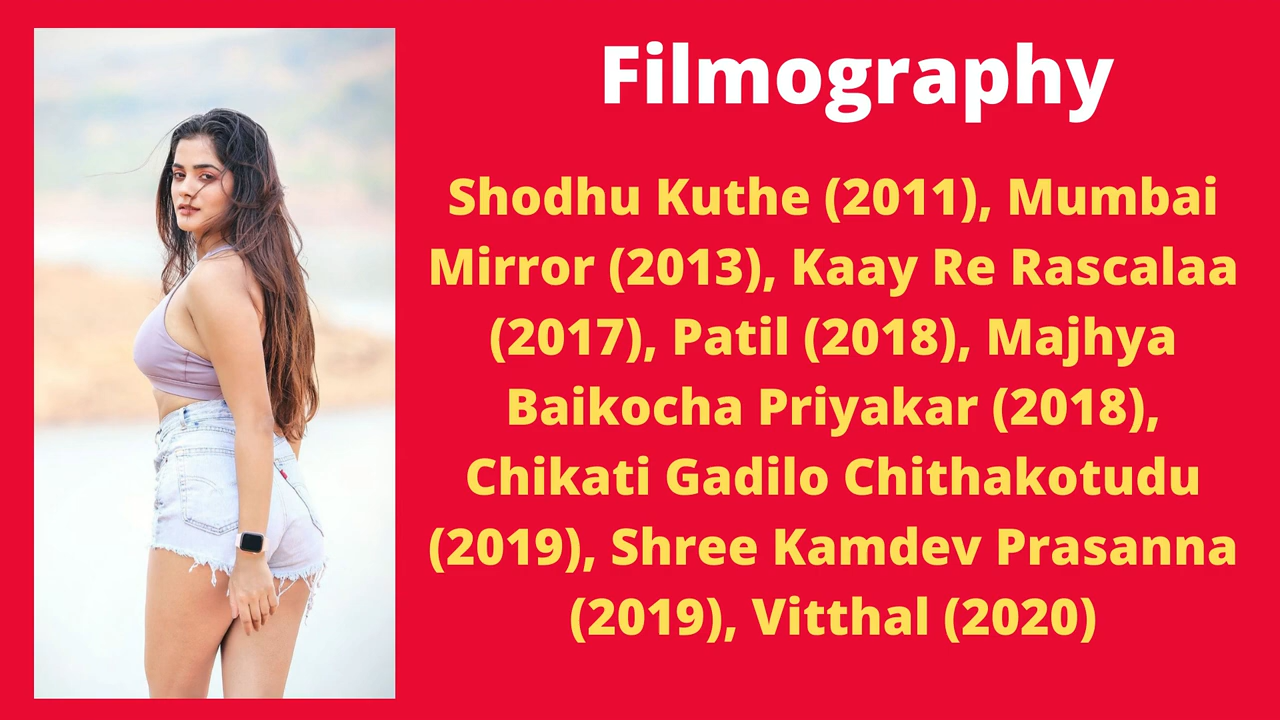 Filmography
Shodhu Kuthe (2011), Mumbai
Mirror (2013), Kaay Re Rascalaa
(2017), Patil (2018), Majhya
Baikocha Priyakar (2018),
Chikati Gadilo Chithakotudu
(2019), Shree Kamdev Prasanna
(2019), Vitthal (2020)